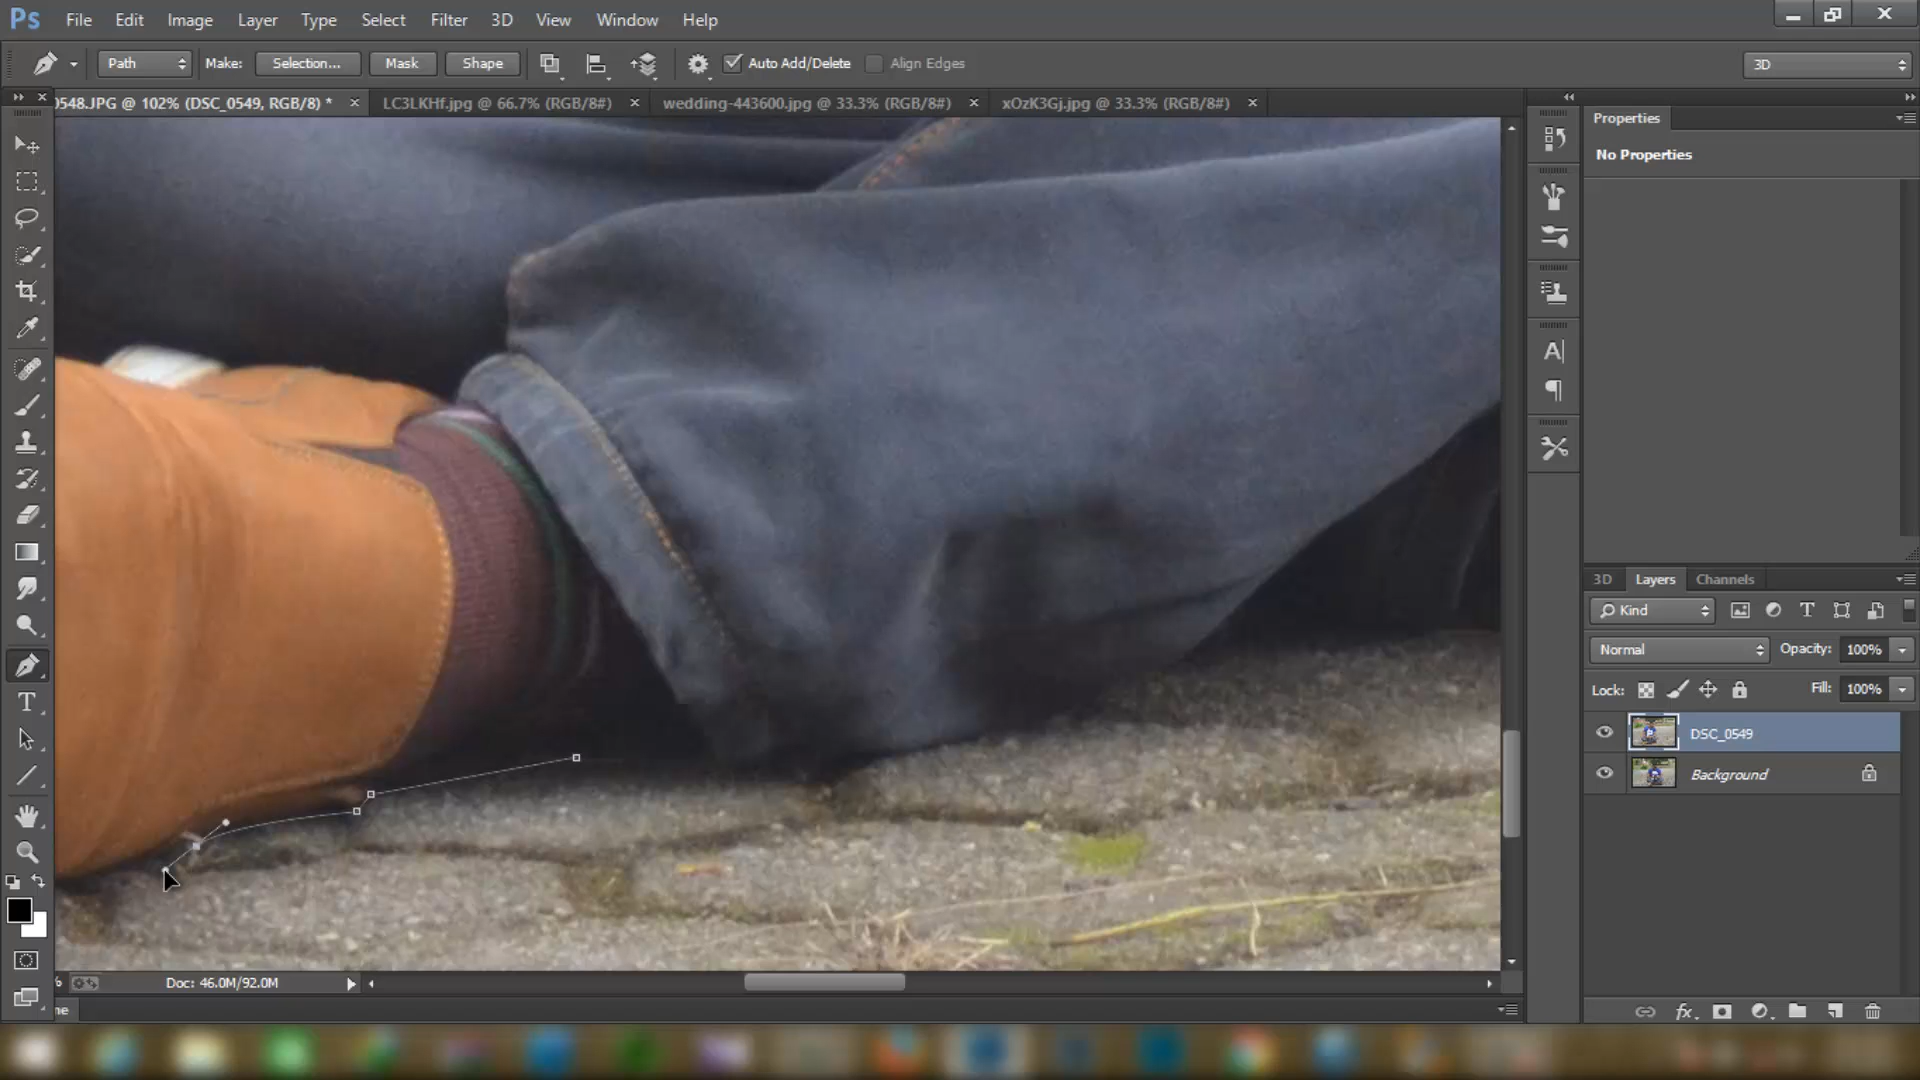 Ps File Edit Image Layer Type Select Filter 3D View Window Help
Path Make: Selection... Mask Shape Auto Add/Delete Align Edges 3D
0548.JPG @ 102% (DSC_0549, RGB/8) * LC3LKHf.jpg @ 66.7% (RGB/8#) wedding-443600.jpg @ 33.3% (RGB/8#) xOzK3Gj.jpg @ 33.3% (RGB/8#)
Properties
No Properties
3D Layers Channels
Kind
Normal Opacity: 100%
Lock: Fill: 100%
DSC_0549
Background
% Doc: 46.0M/92.0M
ne